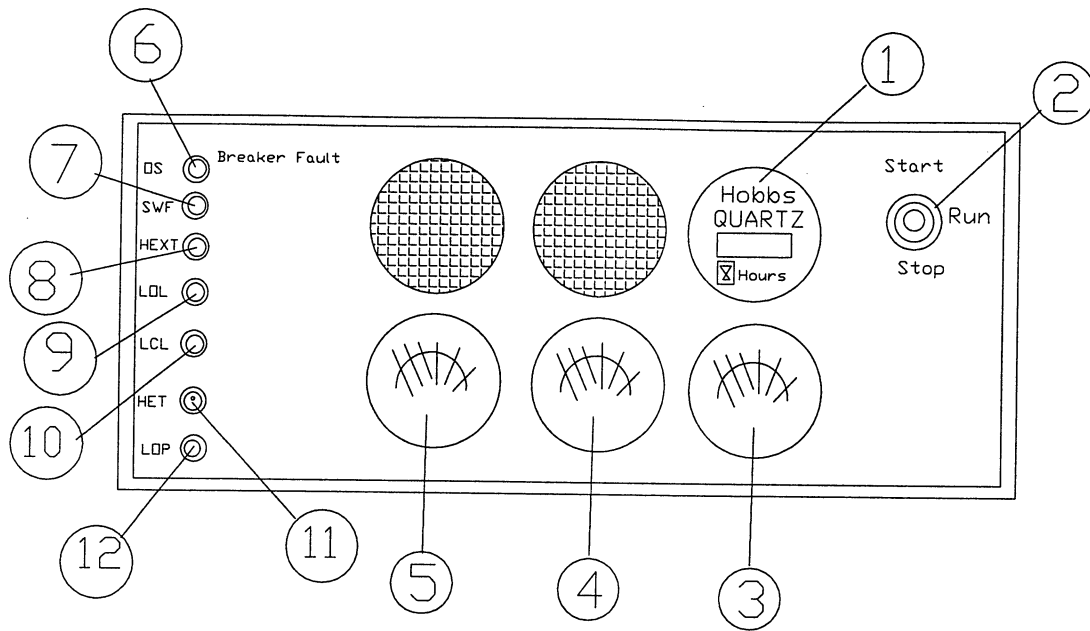 6
1
2
7
OS Breaker Fault
SWF
HEXT
LOL
LCL
HET
LOP
Hobbs
QUARTZ
Hours
Start
Run
Stop
8
9
10
12
11
5
4
3